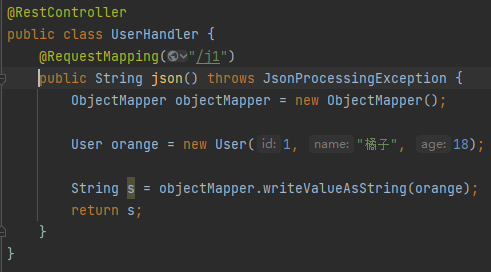 @RestController
public class UserHandler {
@RequestMapping("/j1")
public String json() throws JsonProcessingException {
ObjectMapper objectMapper = new ObjectMapper();
User orange = new User( id: 1, name: "橘子", age: 18);
String s = objectMapper.writeValueAsString(orange);
return s;
}
}